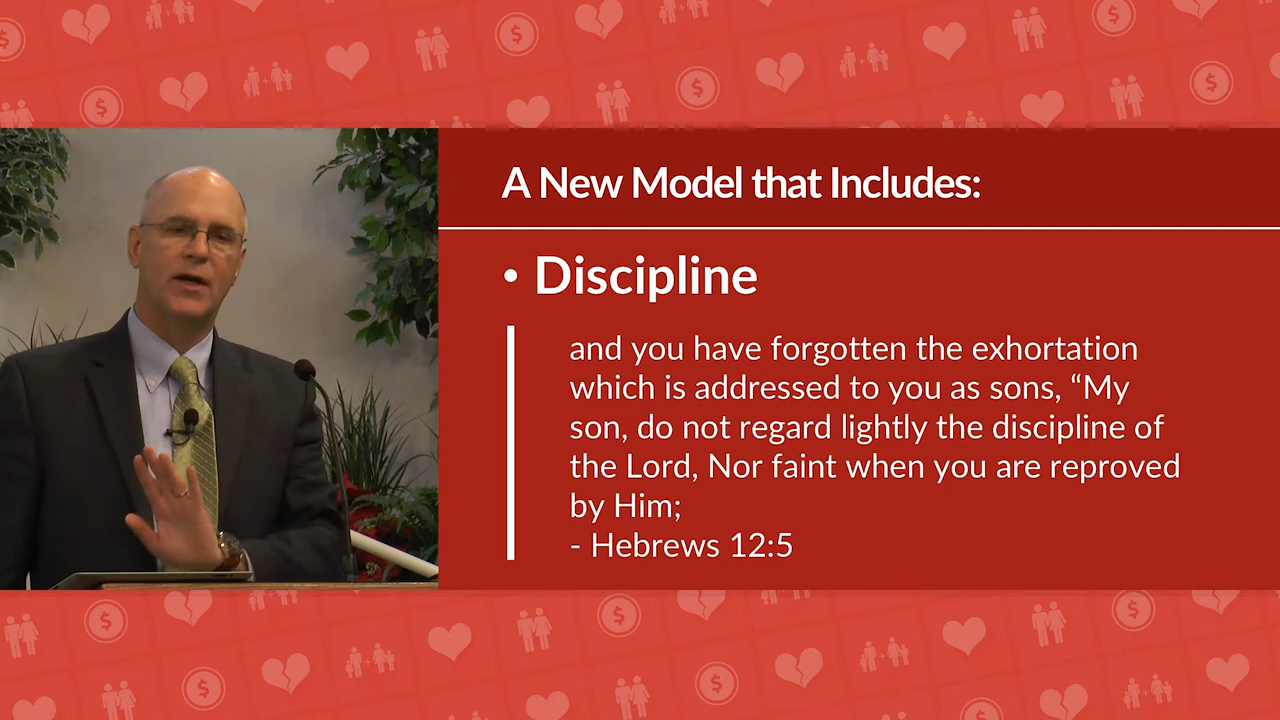 A New Model that Includes:
• Discipline
and you have forgotten the exhortation
which is addressed to you as sons, “My
son, do not regard lightly the discipline of
the Lord, Nor faint when you are reproved
by Him;
- Hebrews 12:5